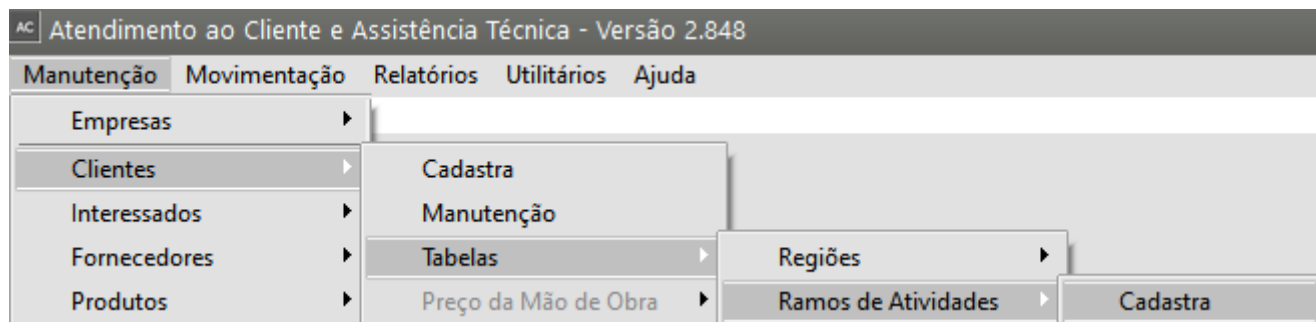 AC Atendimento ao Cliente e Assistência Técnica - Versão 2.848
Manutenção Movimentação Relatórios Utilitários Ajuda
Empresas
Clientes Cadastra
Interessados Manutenção
Fornecedores Tabelas Regiões
Produtos Preço da Mão de Obra Ramos de Atividades Cadastra